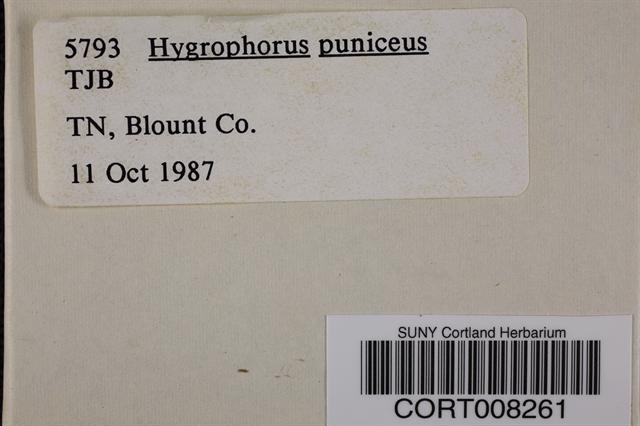 5793 Hygrophorus puniceus
TJB
TN, Blount Co.
11 Oct 1987
SUNY Cortland Herbarium
CORT008261